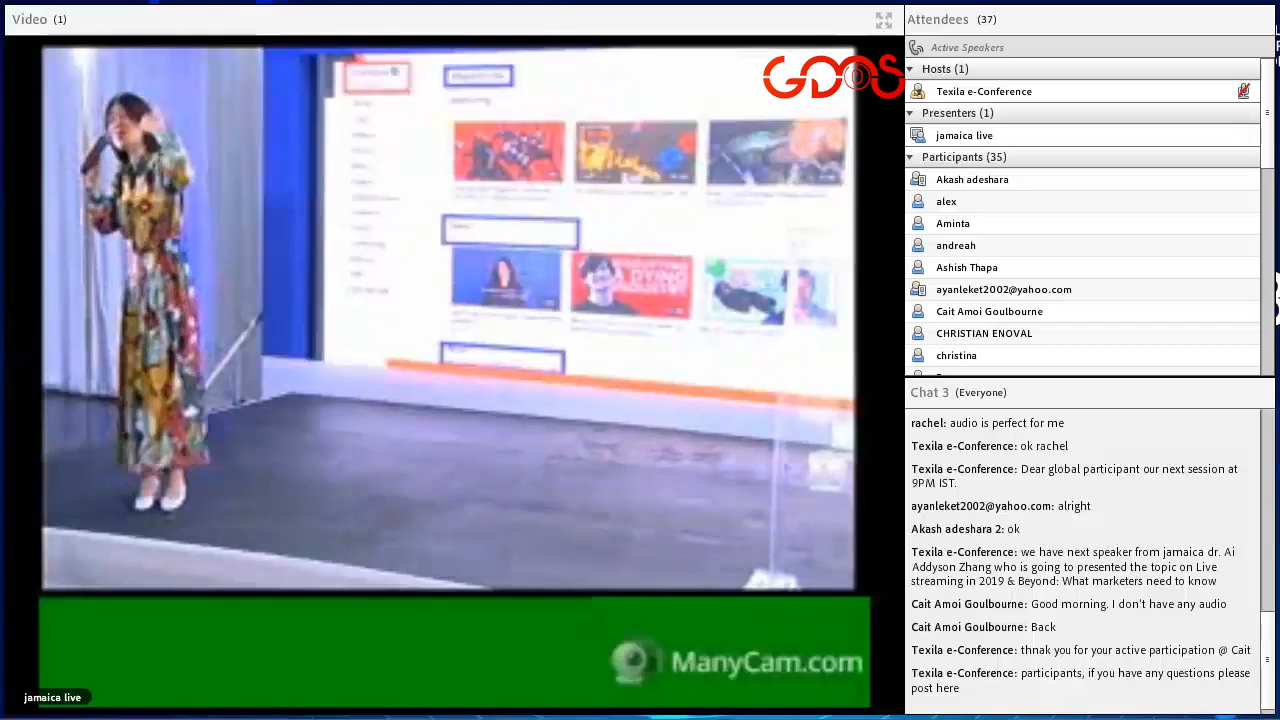 Video (1)
GDOS
A DYING
INDUSTRY
ManyCam.com
jamaica live
Attendees (37)
Active Speakers
Hosts (1)
Texila e-Conference
Presenters (1)
jamaica live
Participants (35)
Akash adeshara
alex
Aminta
andreah
Ashish Thapa
ayanleket2002@yahoo.com
Cait Amoi Goulbourne
CHRISTIAN ENOVAL
christina
Chat 3 (Everyone)
rachel: audio is perfect for me
Texila e-Conference: ok rachel
Texila e-Conference: Dear global participant our next session at
9PM IST.
ayanleket2002@yahoo.com: alright
Akash adeshara 2: ok
Texila e-Conference: we have next speaker from jamaica dr. Ai
Addyson Zhang who is going to presented the topic on Live
streaming in 2019 & Beyond: What marketers need to know
Cait Amoi Goulbourne: Good morning. I don't have any audio
Cait Amoi Goulbourne: Back
Texila e-Conference: thnak you for your active participation @ Cait
Texila e-Conference: participants, if you have any questions please
post here